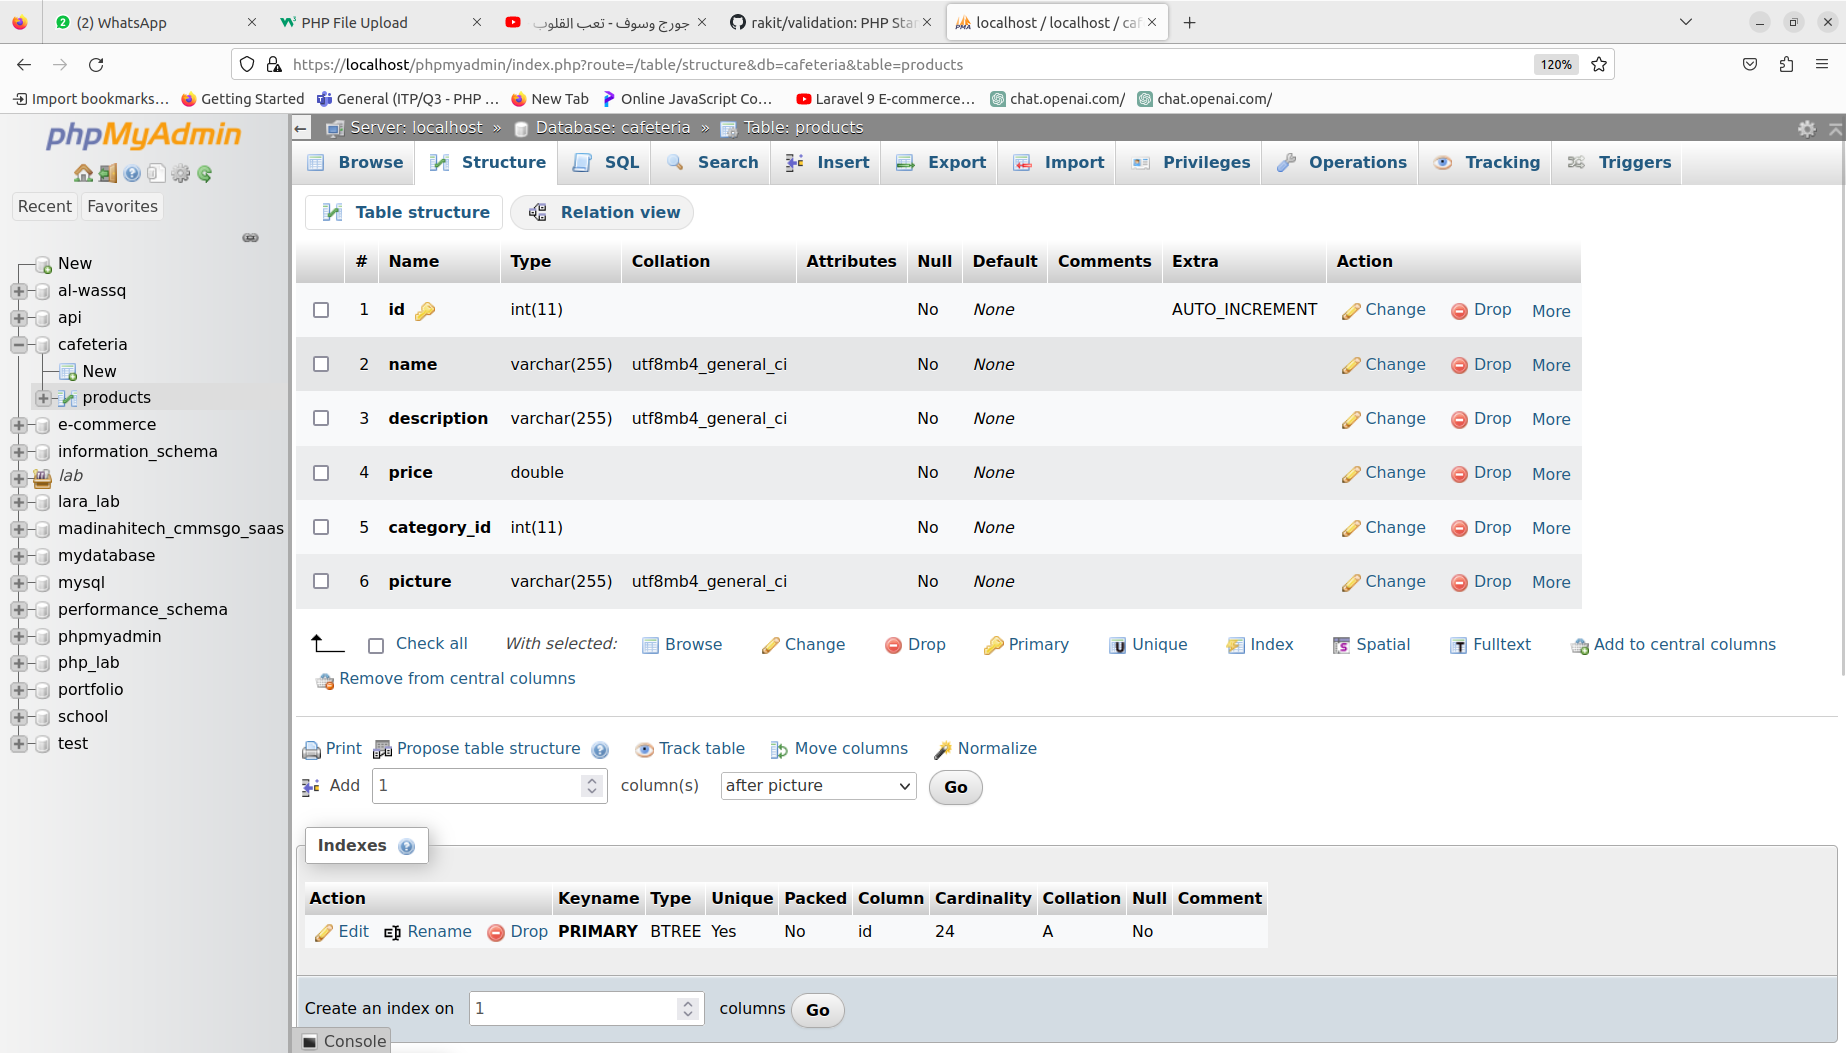 (2) WhatsApp
PHP File Upload
جورج وسوف - تعب القلوب
rakit/validation: PHP Star
localhost / localhost / caf
https://localhost/phpmyadmin/index.php?route=/table/structure&db=cafeteria&table=products
120%
Import bookmarks...
Getting Started
General (ITP/Q3 - PHP ...
New Tab
Online JavaScript Co...
Laravel 9 E-commerce...
chat.openai.com/
chat.openai.com/
phpMyAdmin
Recent
Favorites
New
al-wassq
api
cafeteria
New
products
e-commerce
information_schema
lab
lara_lab
madinahitech_cmmsgo_saas
mydatabase
mysql
performance_schema
phpmyadmin
php_lab
portfolio
school
test
Server: localhost » Database: cafeteria » Table: products
Browse Structure SQL Search Insert Export Import Privileges Operations Tracking Triggers
Table structure Relation view
# Name Type Collation Attributes Null Default Comments Extra Action
1 id int(11) No None AUTO_INCREMENT Change Drop More
2 name varchar(255) utf8mb4_general_ci No None Change Drop More
3 description varchar(255) utf8mb4_general_ci No None Change Drop More
4 price double No None Change Drop More
5 category_id int(11) No None Change Drop More
6 picture varchar(255) utf8mb4_general_ci No None Change Drop More
Check all With selected: Browse Change Drop Primary Unique Index Spatial Fulltext Add to central columns
Remove from central columns
Print Propose table structure Track table Move columns Normalize
Add 1 column(s) after picture Go
Indexes
Action Keyname Type Unique Packed Column Cardinality Collation Null Comment
Edit Rename Drop PRIMARY BTREE Yes No id 24 A No
Create an index on 1 columns Go
Console